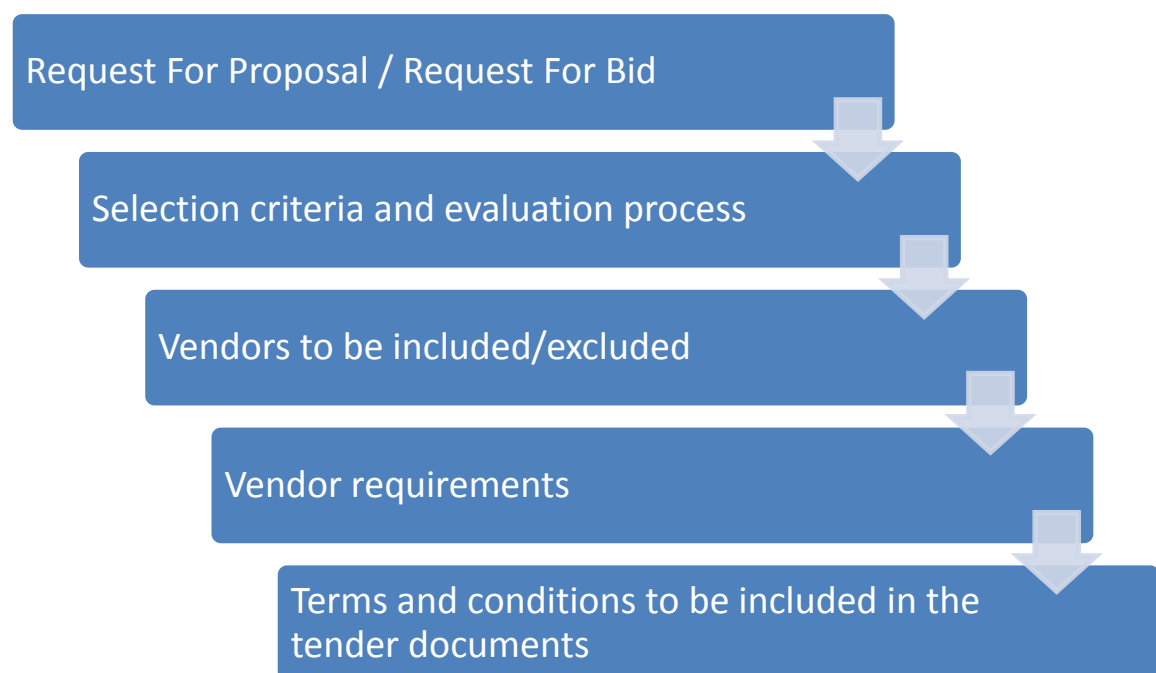 Request For Proposal / Request For Bid
Selection criteria and evaluation process
Vendors to be included/excluded
Vendor requirements
Terms and conditions to be included in the
tender documents